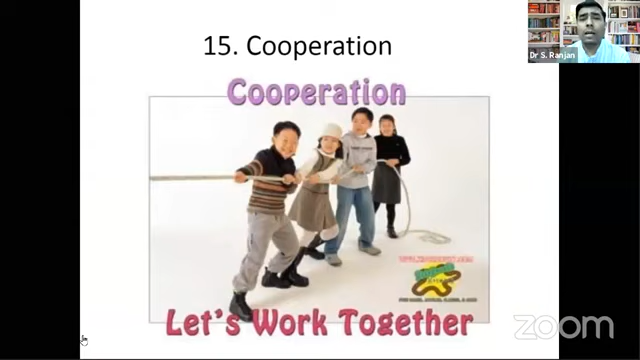 15. Cooperation
Dr S. Ranjan
Cooperation
Let's Work Together
zoom